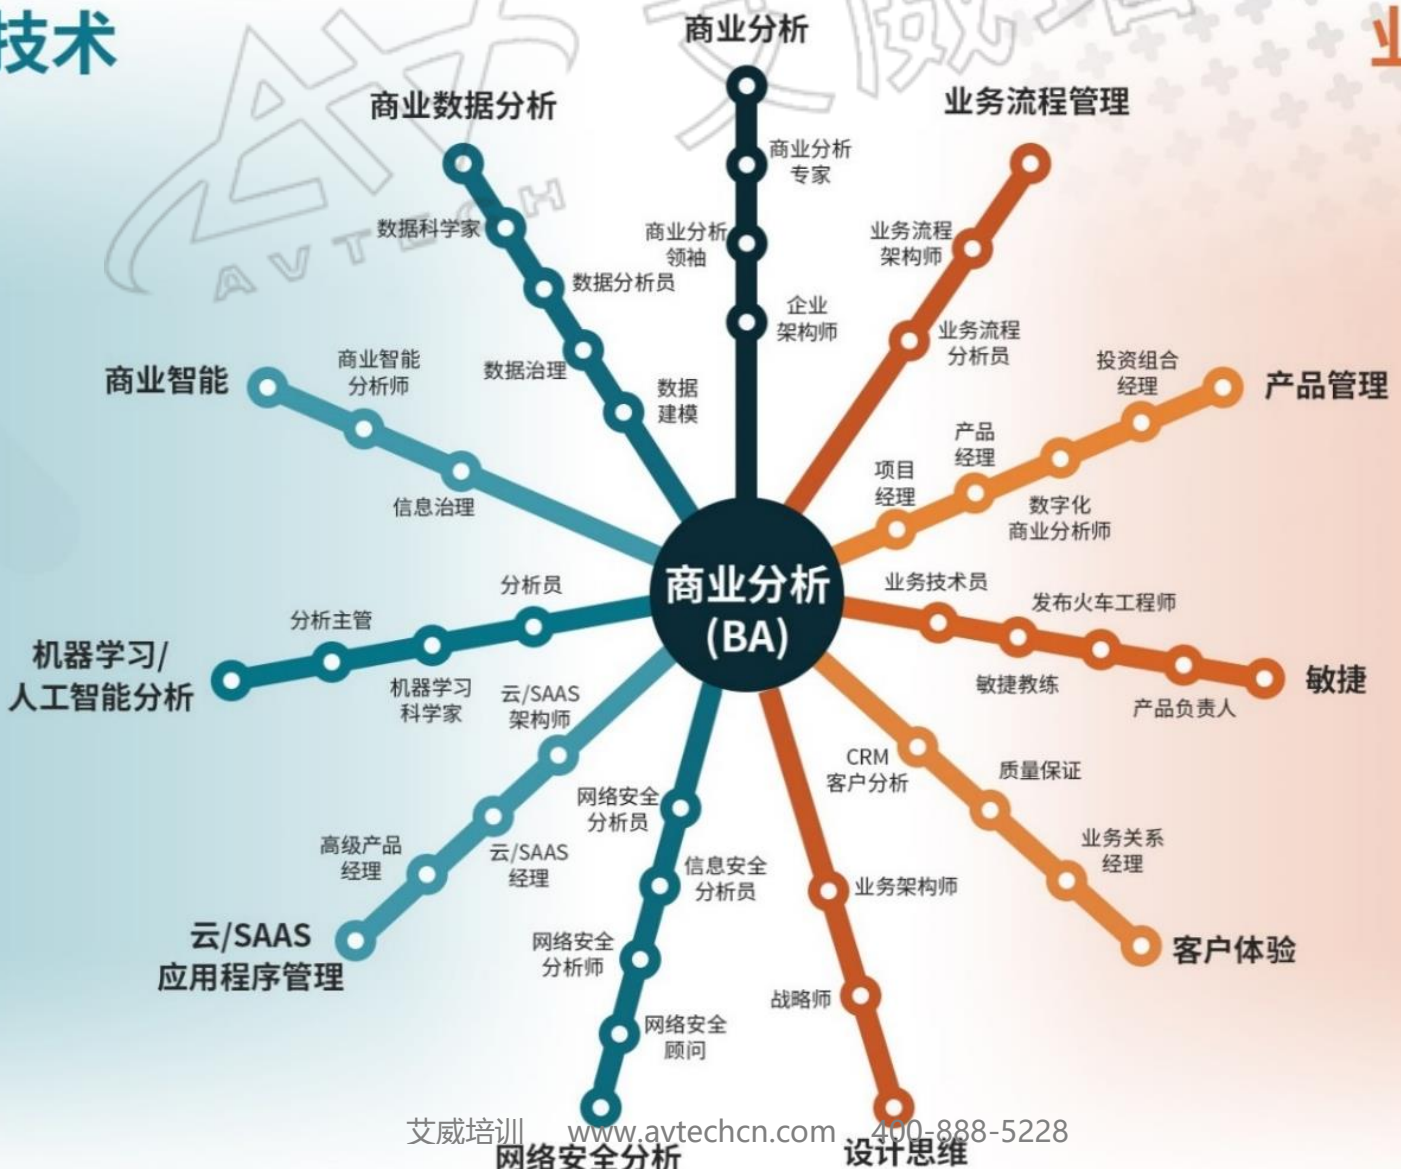 技术
商业分析
业
商业数据分析
业务流程管理
AVTECH
艾威培
商业分析
专家
数据科学家
商业分析
领袖
业务流程
架构师
数据分析员
企业
架构师
业务流程
分析员
商业智能
商业智能
分析师
数据治理
数据
建模
投资组合
经理
产品管理
产品
经理
项目
经理
信息治理
数字化
商业分析师
商业分析
(BA)
分析员
业务技术员
分析主管
发布火车工程师
机器学习/
人工智能分析
机器学习
科学家
云/SAAS
架构师
敏捷教练
敏捷
产品负责人
CRM
客户分析
质量保证
网络安全
分析员
高级产品
经理
云/SAAS
经理
业务关系
经理
信息安全
分析员
业务架构师
云/SAAS
应用程序管理
网络安全
分析师
客户体验
战略师
网络安全
顾问
艾威培训 www.avtechcn.com 400-888-5228
网络安全分析
设计思维